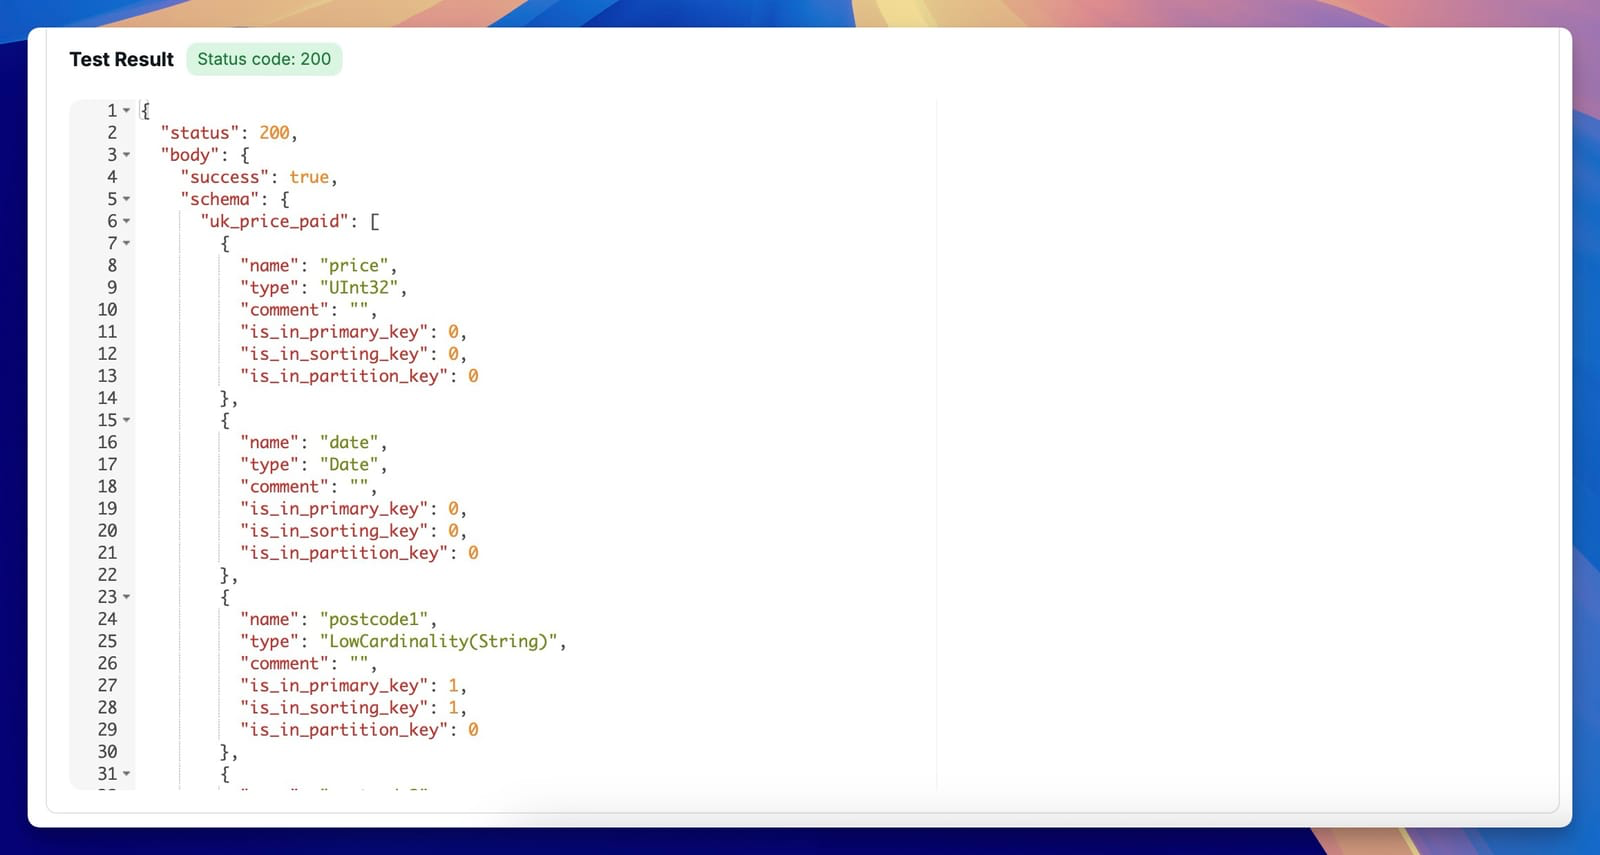 Test Result Status code: 200
1 {
2 "status": 200,
3 "body": {
4 "success": true,
5 "schema": {
6 "uk_price_paid": [
7 {
8 "name": "price",
9 "type": "UInt32",
10 "comment": "",
11 "is_in_primary_key": 0,
12 "is_in_sorting_key": 0,
13 "is_in_partition_key": 0
14 },
15 {
16 "name": "date",
17 "type": "Date",
18 "comment": "",
19 "is_in_primary_key": 0,
20 "is_in_sorting_key": 0,
21 "is_in_partition_key": 0
22 },
23 {
24 "name": "postcode1",
25 "type": "LowCardinality(String)",
26 "comment": "",
27 "is_in_primary_key": 1,
28 "is_in_sorting_key": 1,
29 "is_in_partition_key": 0
30 },
31 {